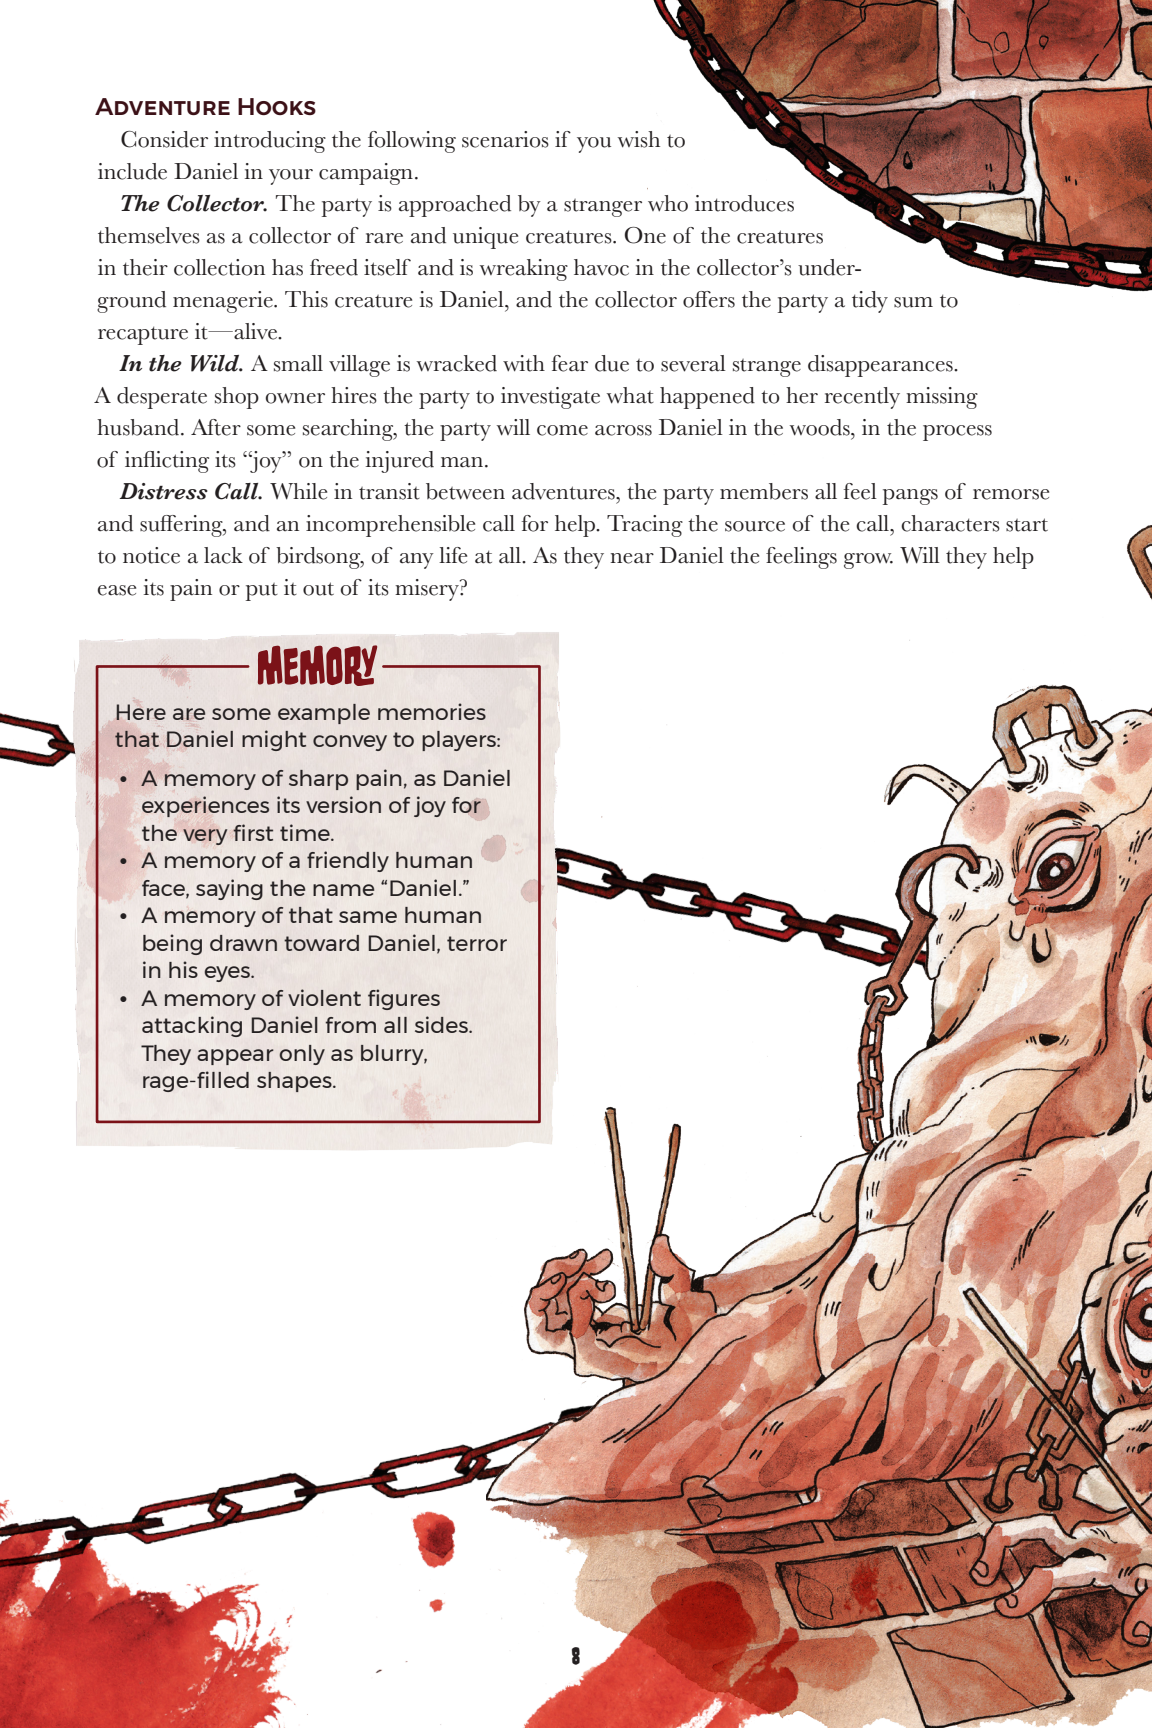 ADVENTURE HOOKS
Consider introducing the following scenarios if you wish to
include Daniel in your campaign.
The Collector. The party is approached by a stranger who introduces
themselves as a collector of rare and unique creatures. One of the creatures
in their collection has freed itself and is wreaking havoc in the collector’s under-
ground menagerie. This creature is Daniel, and the collector offers the party a tidy sum to
recapture it—alive.
In the Wild. A small village is wracked with fear due to several strange disappearances.
A desperate shop owner hires the party to investigate what happened to her recently missing
husband. After some searching, the party will come across Daniel in the woods, in the process
of inflicting its “joy” on the injured man.
Distress Call. While in transit between adventures, the party members all feel pangs of remorse
and suffering, and an incomprehensible call for help. Tracing the source of the call, characters start
to notice a lack of birdsong, of any life at all. As they near Daniel the feelings grow. Will they help
ease its pain or put it out of its misery?
MEMORY
Here are some example memories
that Daniel might convey to players:
• A memory of sharp pain, as Daniel
experiences its version of joy for
the very first time.
• A memory of a friendly human
face, saying the name “Daniel.”
• A memory of that same human
being drawn toward Daniel, terror
in his eyes.
• A memory of violent figures
attacking Daniel from all sides.
They appear only as blurry,
rage-filled shapes.
8